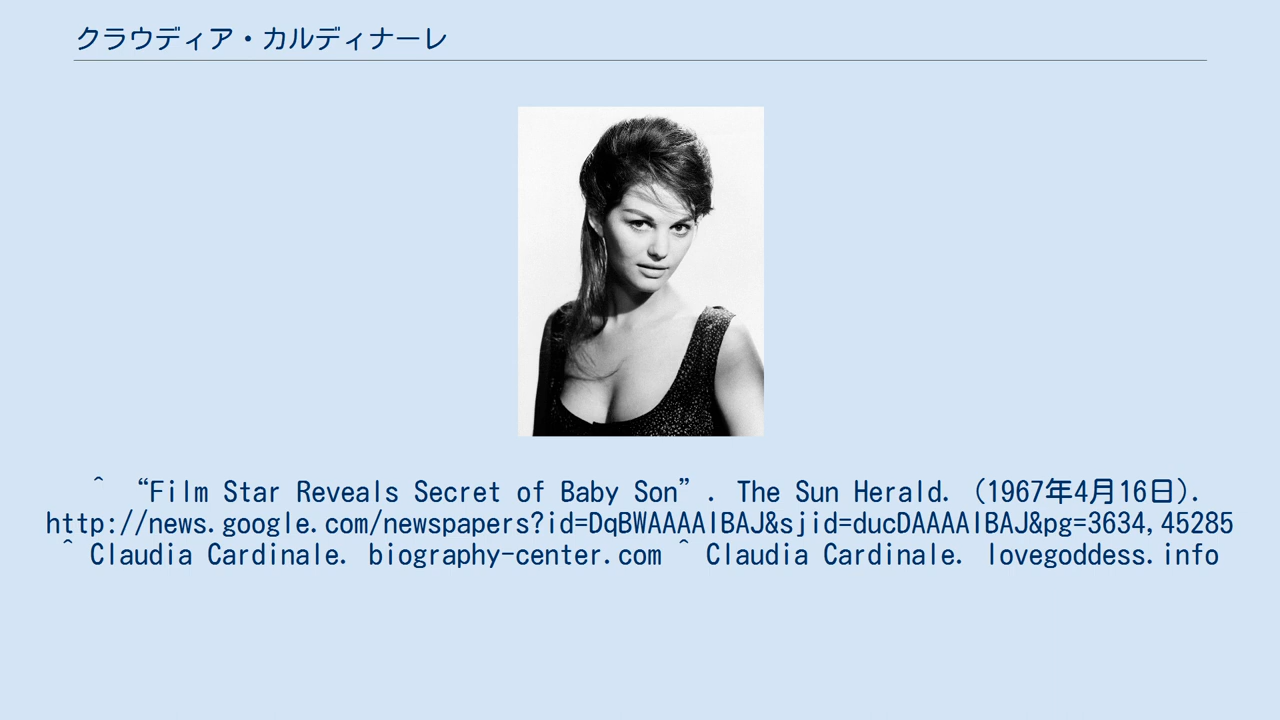 クラウディア・カルディナーレ
^ “Film Star Reveals Secret of Baby Son”. The Sun Herald. (1967年4月16日).
http://news.google.com/newspapers?id=DqBWAAAAIBAJ&sjid=ducDAAAAIBAJ&pg=3634,45285
^ Claudia Cardinale. biography-center.com ^ Claudia Cardinale. lovegoddess.info